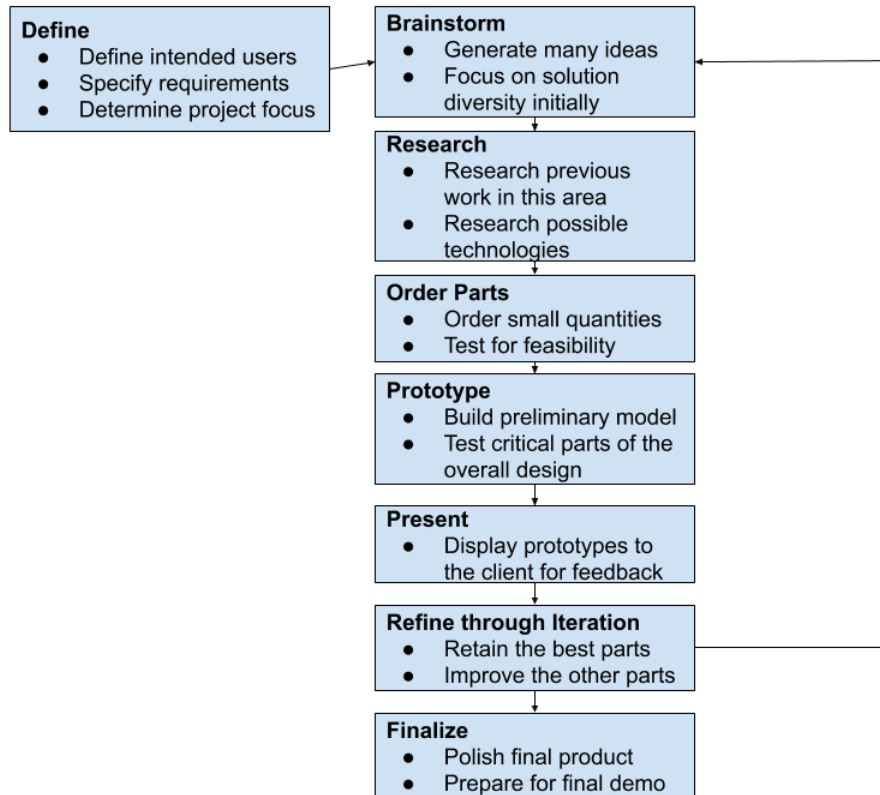 Define
● Define intended users
● Specify requirements
● Determine project focus
Brainstorm
● Generate many ideas
● Focus on solution
diversity initially
Research
● Research previous
work in this area
● Research possible
technologies
Order Parts
● Order small quantities
● Test for feasibility
Prototype
● Build preliminary model
● Test critical parts of the
overall design
Present
● Display prototypes to
the client for feedback
Refine through Iteration
● Retain the best parts
● Improve the other parts
Finalize
● Polish final product
● Prepare for final demo